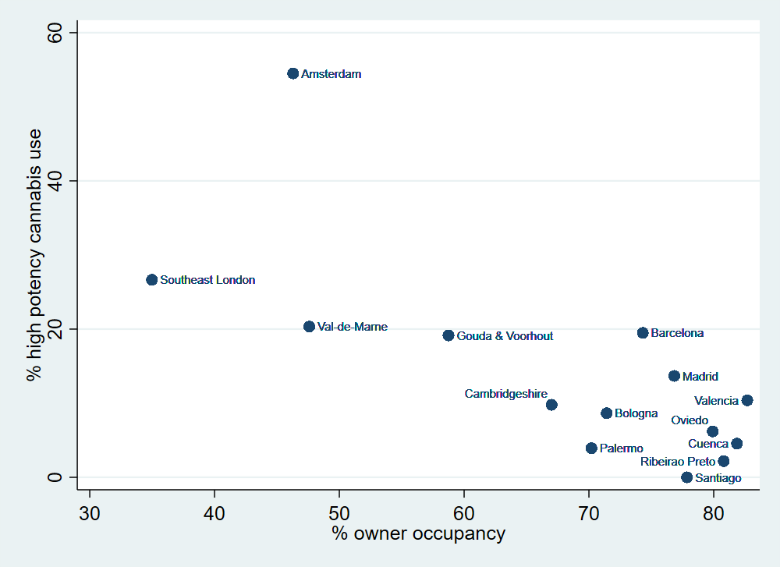 60
Amsterdam
40
Southeast London
20
Val-de-Marne
Gouda & Voorhout
Barcelona
Madrid
Cambridgeshire
Valencia
Bologna
Oviedo
Cuenca
Palermo
Ribeirao Preto
Santiago
0
% high potency cannabis use
30 40 50 60 70 80
% owner occupancy